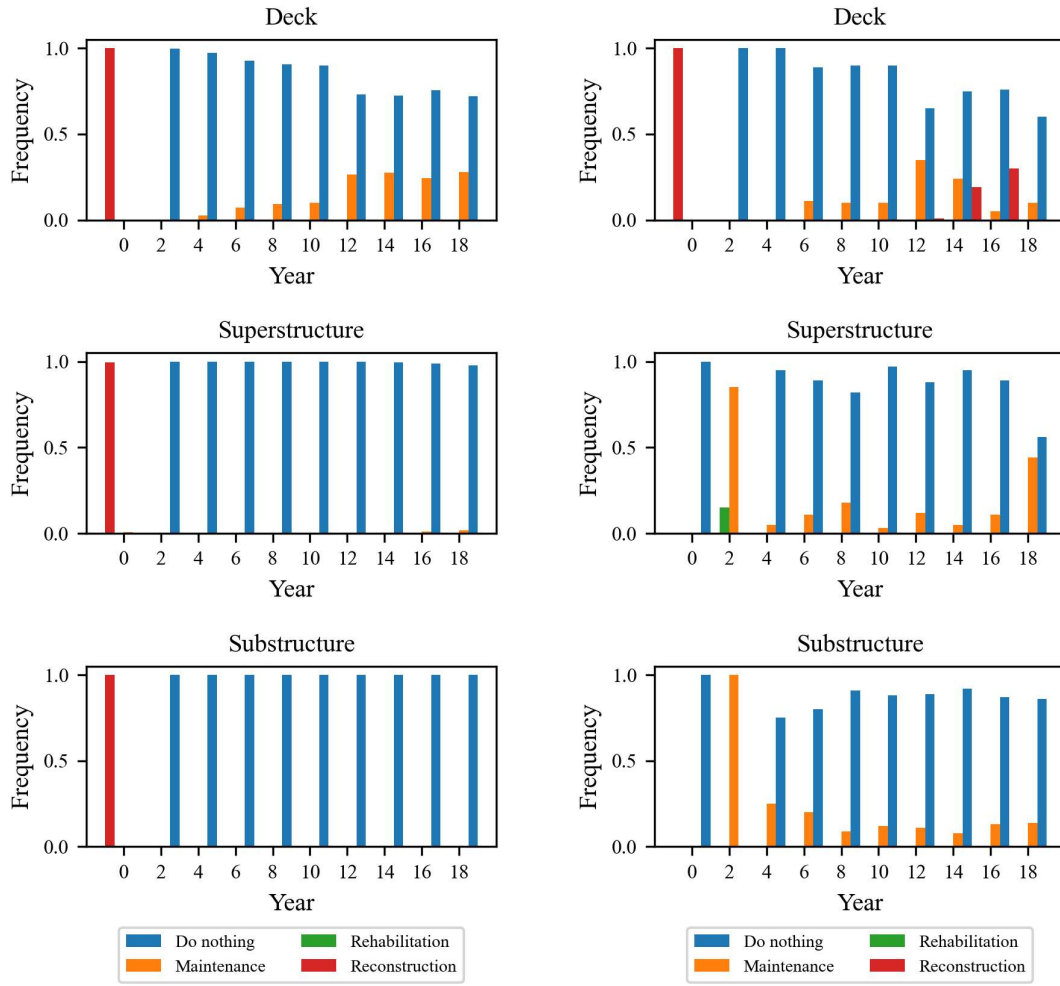 Deck
1.0
0.5
0.0
Frequency
0 2 4 6 8 10 12 14 16 18
Year
Deck
1.0
0.5
0.0
Frequency
0 2 4 6 8 10 12 14 16 18
Year
Superstructure
1.0
0.5
0.0
Frequency
0 2 4 6 8 10 12 14 16 18
Year
Superstructure
1.0
0.5
0.0
Frequency
0 2 4 6 8 10 12 14 16 18
Year
Substructure
1.0
0.5
0.0
Frequency
0 2 4 6 8 10 12 14 16 18
Year
Substructure
1.0
0.5
0.0
Frequency
0 2 4 6 8 10 12 14 16 18
Year
Do nothing Rehabilitation
Maintenance Reconstruction
Do nothing Rehabilitation
Maintenance Reconstruction